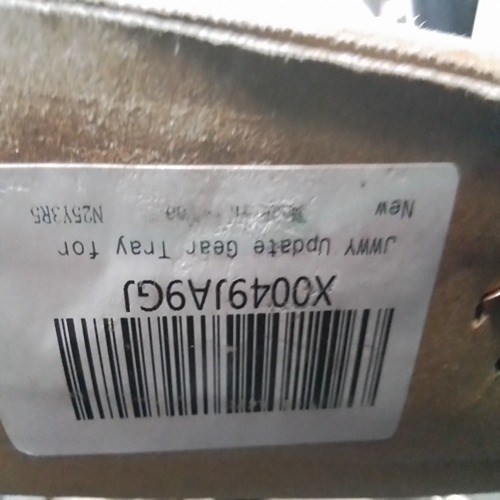 X0049JA9GJ
JWWY Update Gear Tray for
New
N25Y3R5